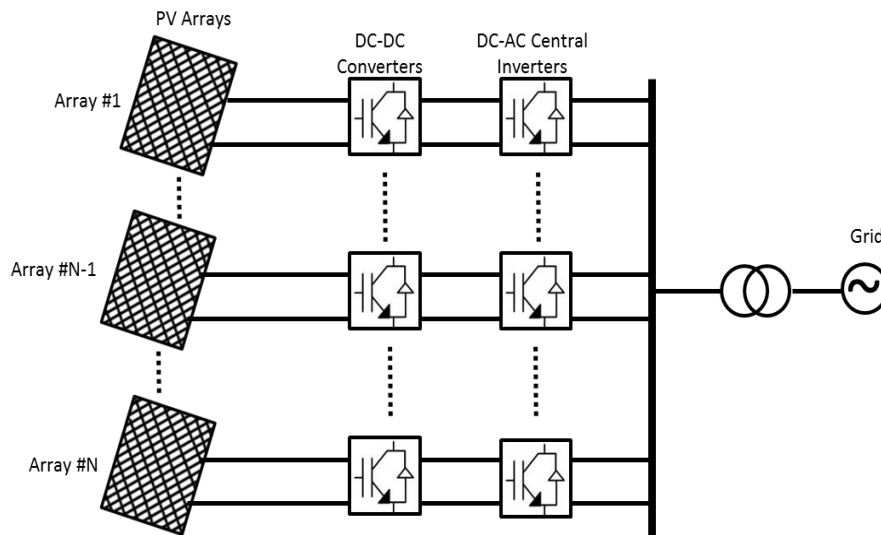 PV Arrays
DC-DC
Converters
DC-AC Central
Inverters
Array #1
Array #N-1
Grid
Array #N